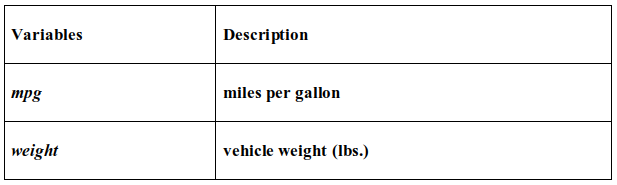 Variables Description
mpg miles per gallon
weight vehicle weight (lbs.)